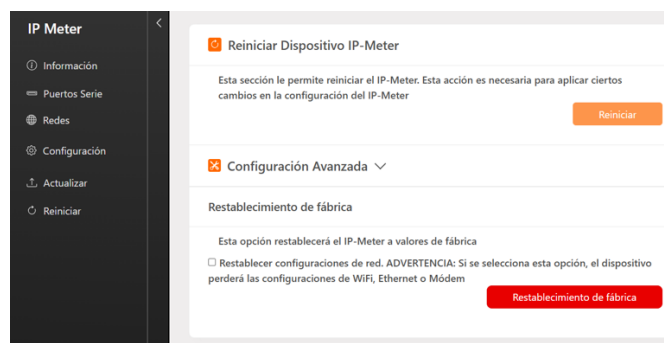 IP Meter
Información
Puertos Serie
Redes
Configuración
Actualizar
Reiniciar
Reiniciar Dispositivo IP-Meter
Esta sección le permite reiniciar el IP-Meter. Esta acción es necesaria para aplicar ciertos
cambios en la configuración del IP-Meter
Reiniciar
Configuración Avanzada
Restablecimiento de fábrica
Esta opción restablecerá el IP-Meter a valores de fábrica
Restablecer configuraciones de red. ADVERTENCIA: Si se selecciona esta opción, el dispositivo
perderá las configuraciones de WiFi, Ethernet o Módem
Restablecimiento de fábrica